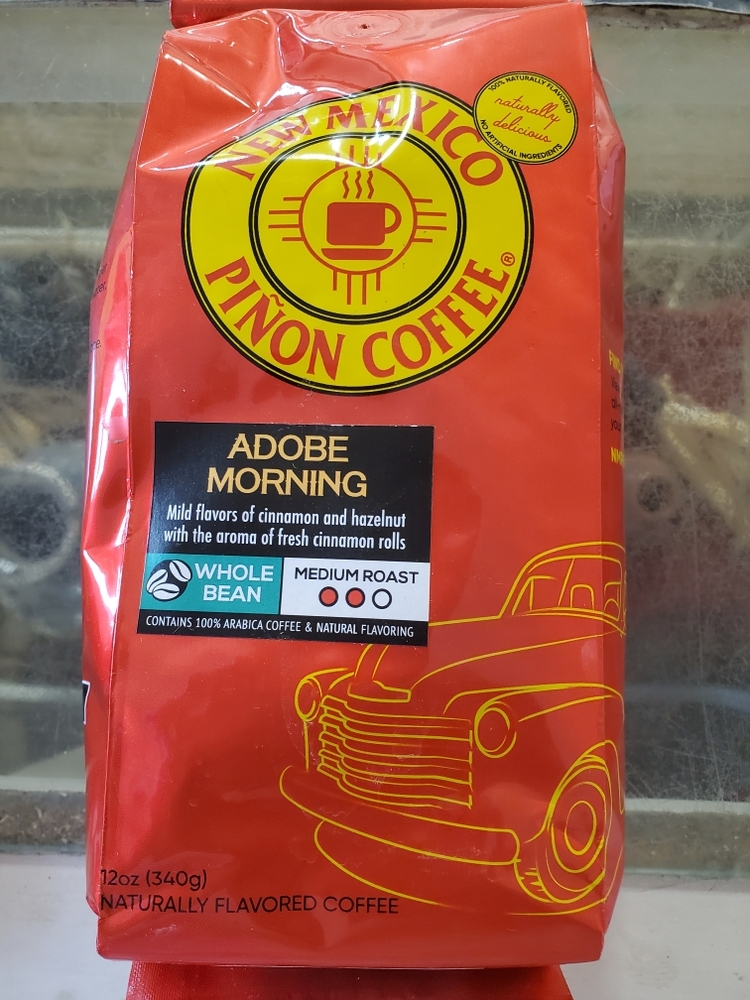 100% NATURALLY FLAVORED
naturally
delicious
NO ARTIFICIAL INGREDIENTS
NEW MEXICO
PIÑON COFFEE®
ADOBE
MORNING
Mild flavors of cinnamon and hazelnut
with the aroma of fresh cinnamon rolls
WHOLE
BEAN
MEDIUM ROAST
CONTAINS 100% ARABICA COFFEE & NATURAL FLAVORING
12oz (340g)
NATURALLY FLAVORED COFFEE